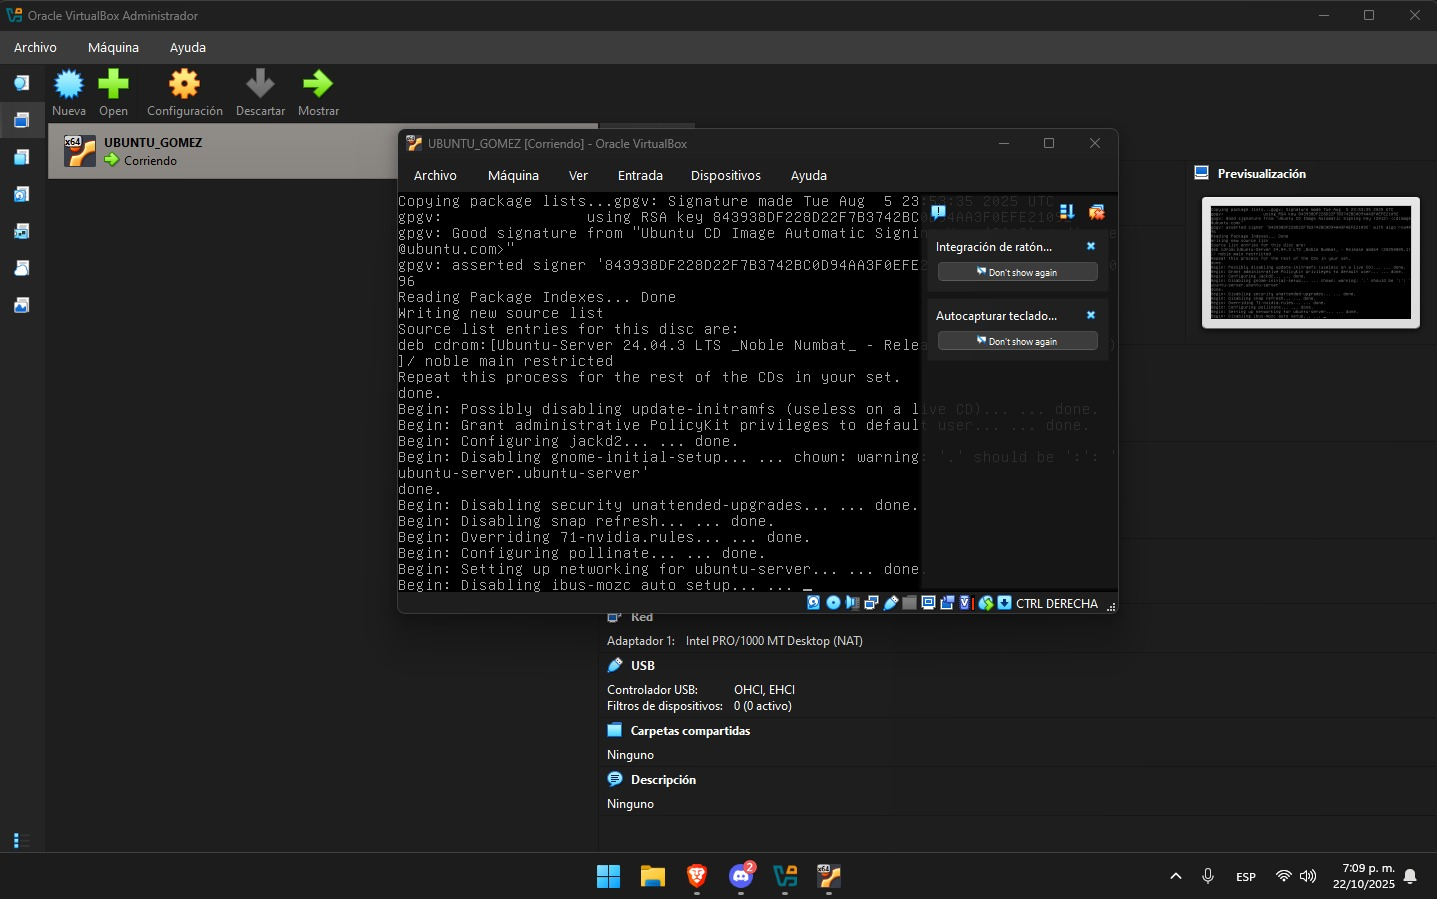 Oracle VirtualBox Administrador
Archivo Máquina Ayuda
Nueva Open Configuración Descartar Mostrar
UBUNTU_GOMEZ
Corriendo
UBUNTU_GOMEZ [Corriendo] - Oracle VirtualBox
Archivo Máquina Ver Entrada Dispositivos Ayuda
Copying package lists...gpgv: Signature made Tue Aug  5 23:53:35 2025 UTC
gpgv:                using RSA key 843938DF228D22F7B3742BC0D94AA3F0EFE210
gpgv: Good signature from "Ubuntu CD Image Automatic Signing
@ubuntu.com>"
gpgv: asserted signer '843938DF228D22F7B3742BC0D94AA3F0EFE2
96
Reading Package Indexes... Done
Writing new source list
Source list entries for this disc are:
deb cdrom:[Ubuntu-Server 24.04.3 LTS _Noble Numbat_ - Relea
]/ noble main restricted
Repeat this process for the rest of the CDs in your set.
done.
Begin: Possibly disabling update-initramfs (useless on a live CD)... ... done.
Begin: Grant administrative PolicyKit privileges to default user... ... done.
Begin: Configuring jackd2... ... done.
Begin: Disabling gnome-initial-setup... ... chown: warning: '.' should be ':': '
ubuntu-server.ubuntu-server'
done.
Begin: Disabling security unattended-upgrades... ... done.
Begin: Disabling snap refresh... ... done.
Begin: Overriding 71-nvidia.rules... ... done.
Begin: Configuring pollinate... ... done.
Begin: Setting up networking for ubuntu-server... ... done.
Begin: Disabling ibus-mozc auto setup... ... _
Integración de ratón...
Don't show again
Autocapturar teclado...
Don't show again
CTRL DERECHA
Previsualización
Red
Adaptador 1: Intel PRO/1000 MT Desktop (NAT)
USB
Controlador USB: OHCI, EHCI
Filtros de dispositivos: 0 (0 activo)
Carpetas compartidas
Ninguno
Descripción
Ninguno
2
x64
ESP
7:09 p. m.
22/10/2025